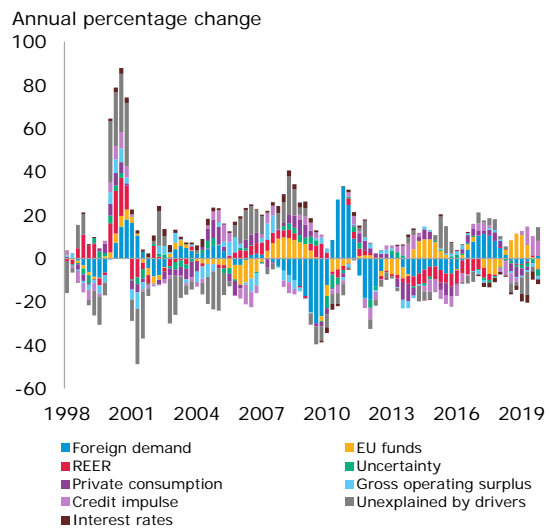 Annual percentage change
100
80
60
40
20
0
-20
-40
-60
1998 2001 2004 2007 2010 2013 2016 2019
Foreign demand EU funds
REER Uncertainty
Private consumption Gross operating surplus
Credit impulse Unexplained by drivers
Interest rates